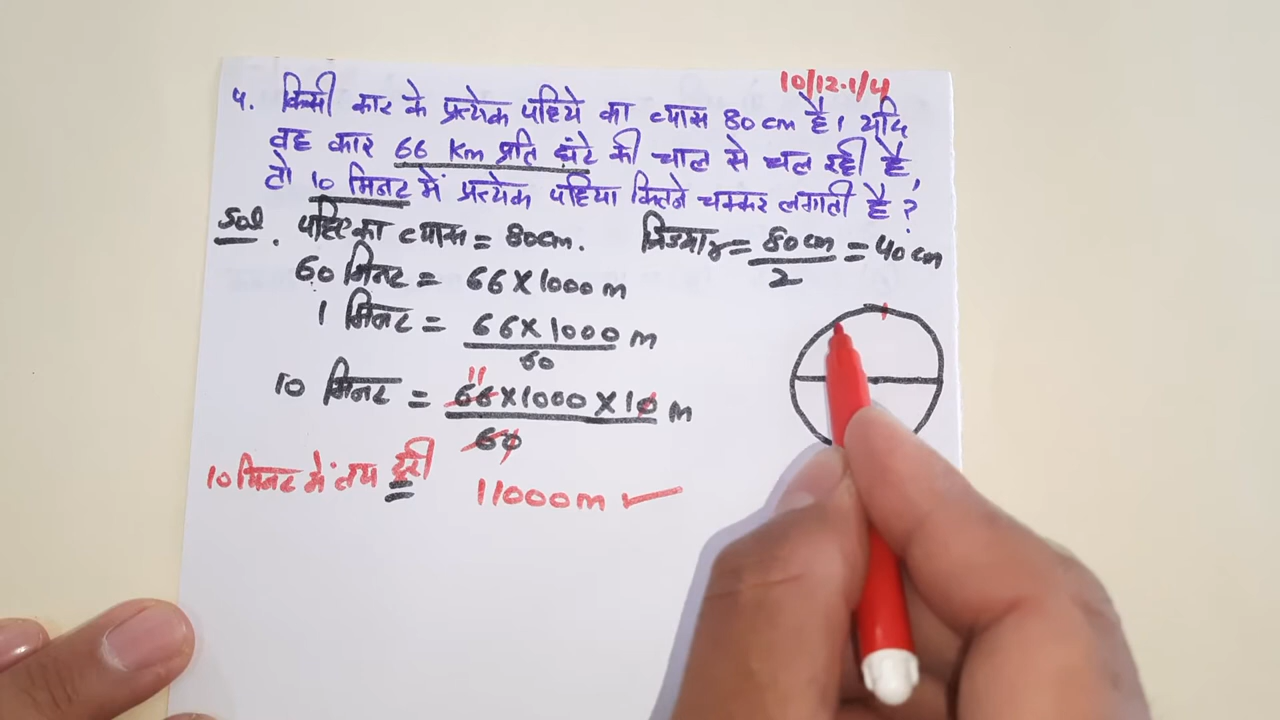 10/12.1/4
4. किसी कार के प्रत्येक पहिये का व्यास 80 cm है। यदि
वह कार 66 Km प्रति घंटे की चाल से चल रही है,
तो 10 मिनट में प्रत्येक पहिया कितने चक्कर लगाती है ?
Sol. पहिए का व्यास = 80cm. त्रिज्या r = 80cm/2 = 40cm
60 मिनट = 66×1000 m
1 मिनट = 66×1000/60 m
10 मिनट = 66×1000×10/60 m
11
10 मिनट में तय दूरी 11000m ✓